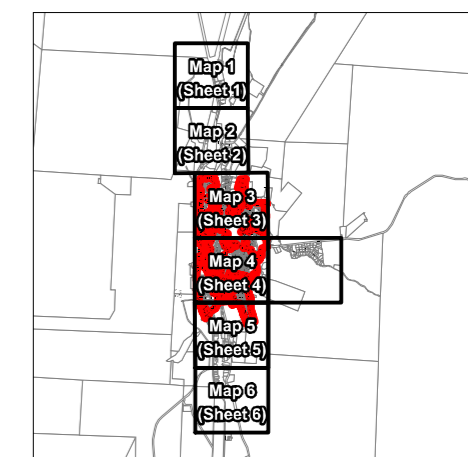 Map 1
(Sheet 1)
Map 2
(Sheet 2)
Map 3
(Sheet 3)
Map 4
(Sheet 4)
Map 5
(Sheet 5)
Map 6
(Sheet 6)